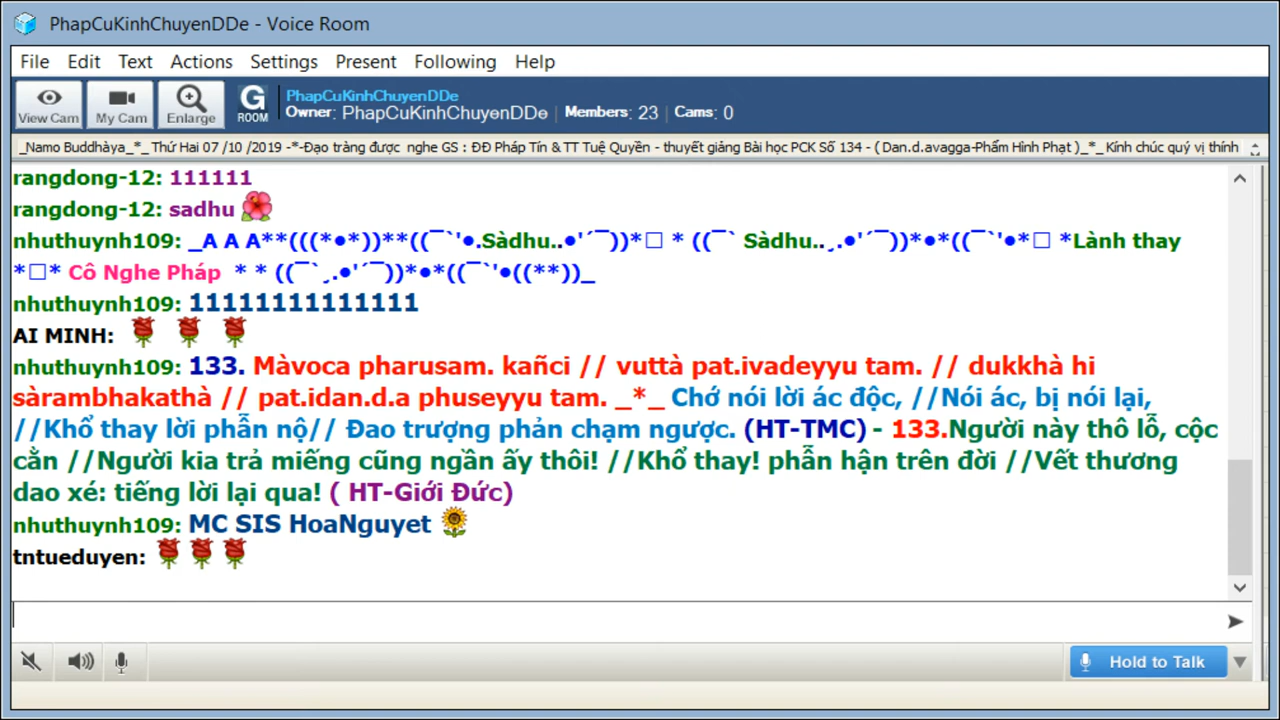 PhapCuKinhChuyenDDe - Voice Room
File Edit Text Actions Settings Present Following Help
View Cam My Cam Enlarge G ROOM PhapCuKinhChuyenDDe
Owner: PhapCuKinhChuyenDDe | Members: 23 | Cams: 0
_Namo Buddhàya_*_ Thứ Hai 07 /10 /2019 -*-Đạo tràng được nghe GS : ĐĐ Pháp Tín & TT Tuệ Quyền - thuyết giảng Bài học PCK Số 134 - ( Dan.d.avagga-Phẩm Hình Phạt )_*_ Kính chúc quý vị thính
rangdong-12: 111111
rangdong-12: sadhu
nhuthuynh109: _A A A**(((*•*))**((¯`'•.Sàdhu..•'´¯))*□ * ((¯` Sàdhu..¸.•'´¯))*•*((¯`'•*□ *Lành thay
*□* Cô Nghe Pháp * * ((¯` ¸.•'´¯))*•*((¯`'•((**))_
nhuthuynh109: 11111111111111
AI MINH:
nhuthuynh109: 133. Màvoca pharusam. kañci // vuttà pat.ivadeyyu tam. // dukkhà hi
sàrambhakathà // pat.idan.d.a phuseyyu tam. _*_ Chớ nói lời ác độc, //Nói ác, bị nói lại,
//Khổ thay lời phẫn nộ// Đao trượng phản chạm ngược. (HT-TMC) - 133.Người này thô lỗ, cộc
cằn //Người kia trả miếng cũng ngần ấy thôi! //Khổ thay! phẫn hận trên đời //Vết thương
dao xé: tiếng lời lại qua! ( HT-Giới Đức)
nhuthuynh109: MC SIS HoaNguyet
tntueduyen:
Hold to Talk